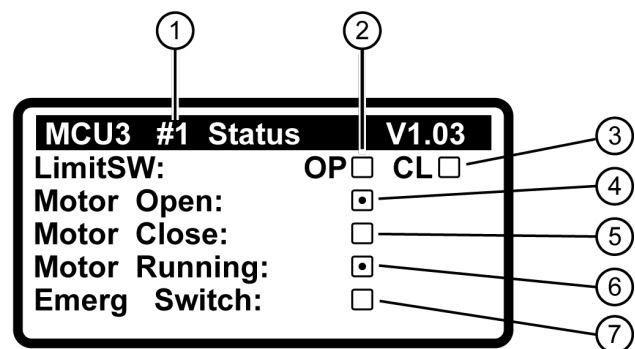 1 2
MCU3 #1 Status V1.03
LimitSW: OP CL 3
Motor Open: 4
Motor Close: 5
Motor Running: 6
Emerg Switch: 7